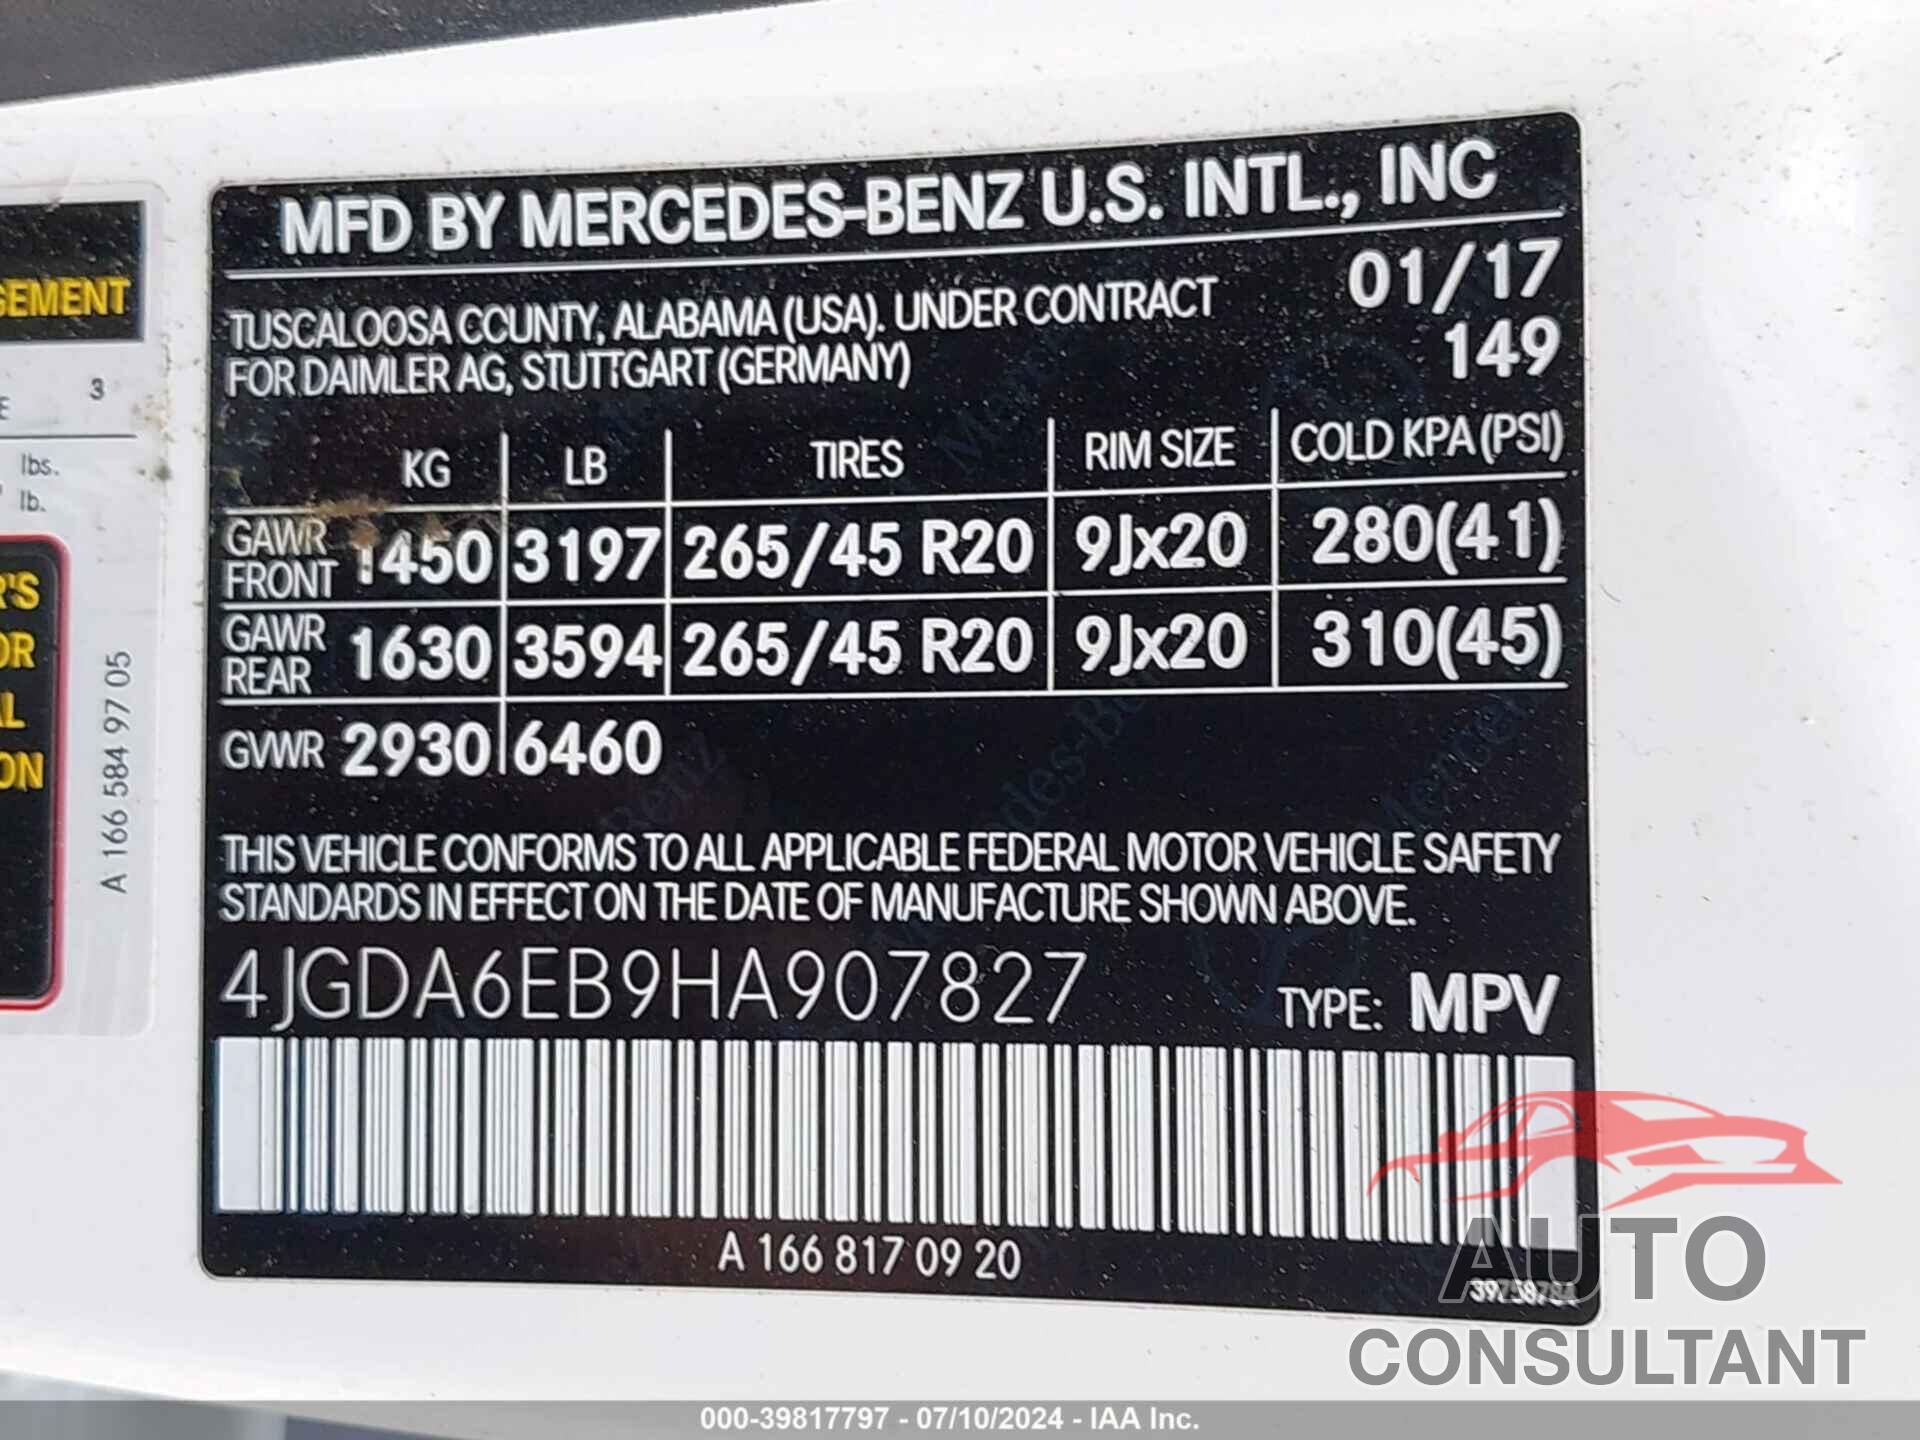 MFD BY MERCEDES-BENZ U.S. INTL., INC
01/17
TUSCALOOSA COUNTY, ALABAMA (USA). UNDER CONTRACT
149
FOR DAIMLER AG, STUTTGART (GERMANY)
KG LB TIRES RIM SIZE COLD KPA (PSI)
GAWR FRONT 1450 3197 265/45 R20 9Jx20 280(41)
GAWR REAR 1630 3594 265/45 R20 9Jx20 310(45)
GVWR 2930 6460
THIS VEHICLE CONFORMS TO ALL APPLICABLE FEDERAL MOTOR VEHICLE SAFETY
STANDARDS IN EFFECT ON THE DATE OF MANUFACTURE SHOWN ABOVE.
4JGDA6EB9HA907827 TYPE: MPV
A 166 817 09 20
GEMENT
E 3
lbs.
lb.
R'S
OR
AL
ON
A 166 584 97 05
AUTO
CONSULTANT
000-39817797 - 07/10/2024 - IAA Inc.